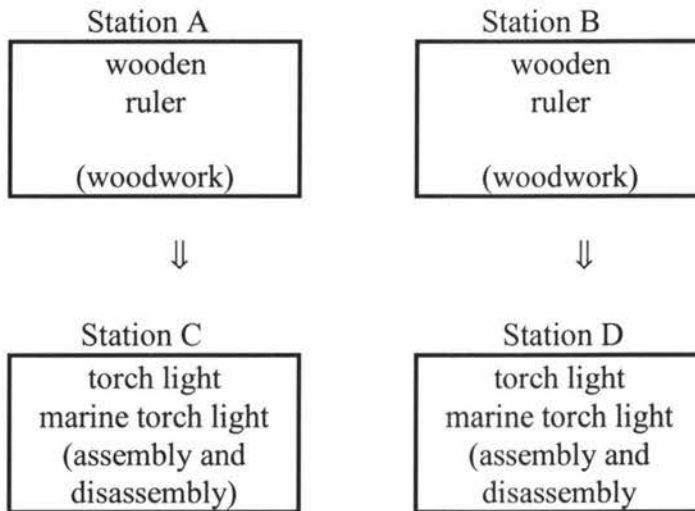 Station A
wooden
ruler
(woodwork)
Station B
wooden
ruler
(woodwork)
⇓
⇓
Station C
torch light
marine torch light
(assembly and
disassembly)
Station D
torch light
marine torch light
(assembly and
disassembly